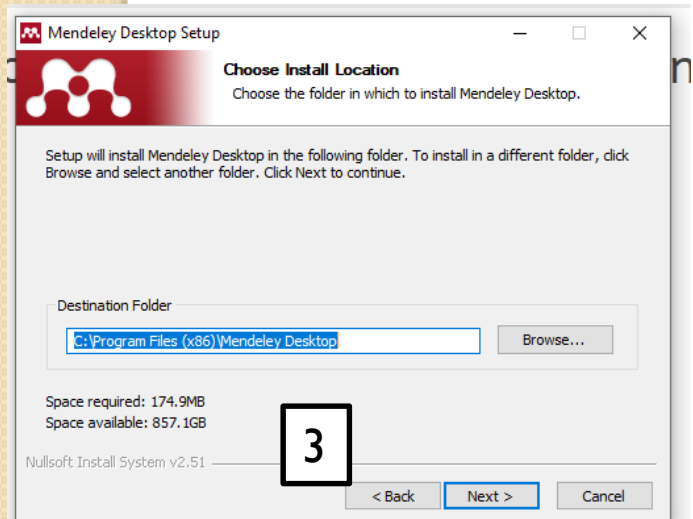 Mendeley Desktop Setup
Choose Install Location
Choose the folder in which to install Mendeley Desktop.
Setup will install Mendeley Desktop in the following folder. To install in a different folder, click
Browse and select another folder. Click Next to continue.
Destination Folder
C:\Program Files (x86)\Mendeley Desktop
Browse...
Space required: 174.9MB
Space available: 857.1GB
3
Nullsoft Install System v2.51
< Back
Next >
Cancel